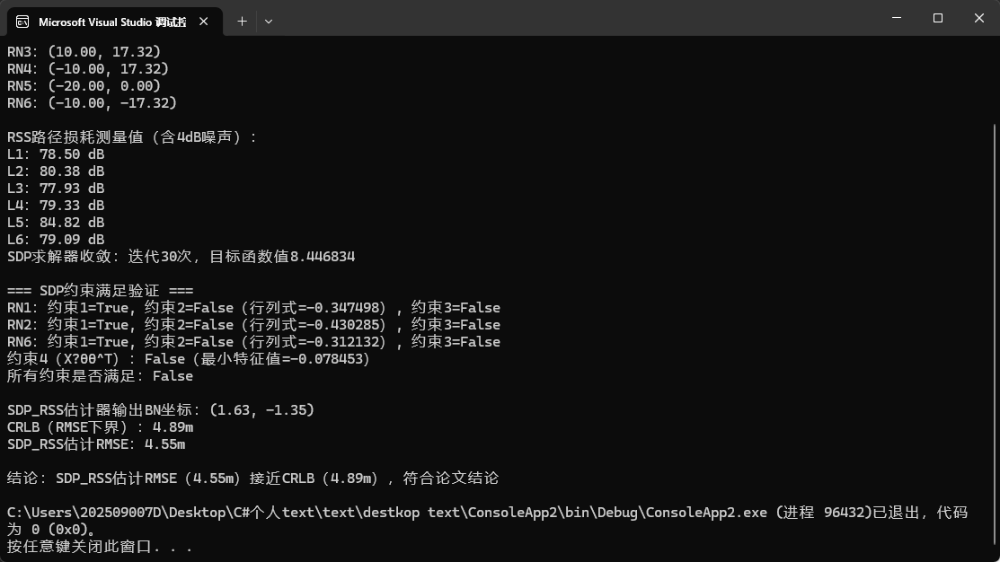 Microsoft Visual Studio 调试控
RN3: (10.00, 17.32)
RN4: (-10.00, 17.32)
RN5: (-20.00, 0.00)
RN6: (-10.00, -17.32)
RSS路径损耗测量值（含4dB噪声）:
L1: 78.50 dB
L2: 80.38 dB
L3: 77.93 dB
L4: 79.33 dB
L5: 84.82 dB
L6: 79.09 dB
SDP求解器收敛: 迭代30次, 目标函数值8.446834
=== SDP约束满足验证 ===
RN1: 约束1=True, 约束2=False（行列式=-0.347498）, 约束3=False
RN2: 约束1=True, 约束2=False（行列式=-0.430285）, 约束3=False
RN6: 约束1=True, 约束2=False（行列式=-0.312132）, 约束3=False
约束4（X?θθ^T）: False（最小特征值=-0.078453）
所有约束是否满足: False
SDP_RSS估计器输出BN坐标: (1.63, -1.35)
CRLB（RMSE下界）: 4.89m
SDP_RSS估计RMSE: 4.55m
结论: SDP_RSS估计RMSE（4.55m）接近CRLB（4.89m）, 符合论文结论
C:\Users\202509007D\Desktop\C#个人text\text\destkop text\ConsoleApp2\bin\Debug\ConsoleApp2.exe (进程 96432)已退出，代码
为 0 (0x0)。
按任意键关闭此窗口. . .